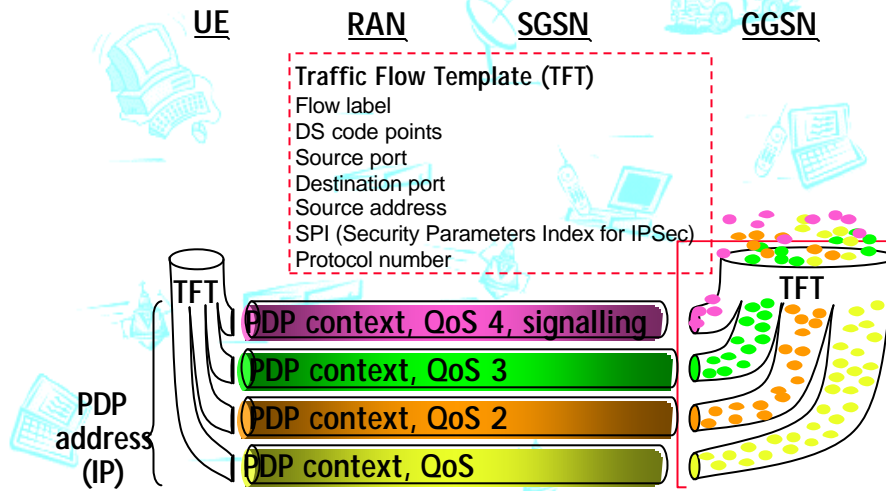 UE RAN SGSN GGSN
Traffic Flow Template (TFT)
Flow label
DS code points
Source port
Destination port
Source address
SPI (Security Parameters Index for IPSec)
Protocol number
TFT TFT
PDP context, QoS 4, signalling
PDP context, QoS 3
PDP context, QoS 2
PDP context, QoS
PDP
address
(IP)